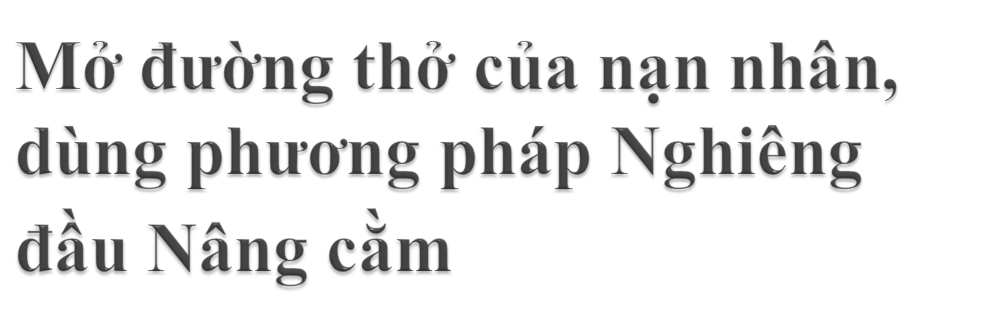 Mở đường thở của nạn nhân,
dùng phương pháp Nghiêng
đầu Nâng cằm